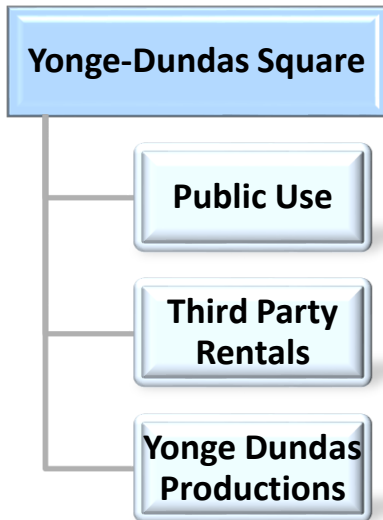 Yonge-Dundas Square
Public Use
Third Party
Rentals
Yonge Dundas
Productions